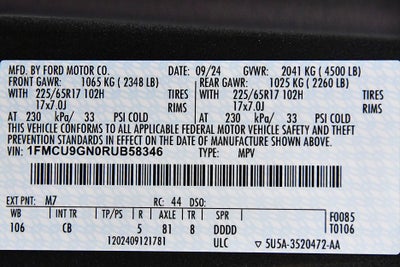 MFD. BY FORD MOTOR CO. 09/24 GVWR: 2041 KG ( 4500 LB)
FRONT GAWR: 1065 KG ( 2348 LB) REAR GAWR: 1025 KG ( 2260 LB)
WITH 225/65R17 102H TIRES WITH 225/65R17 102H TIRES
17x7.0J RIMS 17x7.0J RIMS
AT 230 kPa/ 33 PSI COLD AT 230 kPa/ 33 PSI COLD
THIS VEHICLE CONFORMS TO ALL APPLICABLE FEDERAL MOTOR VEHICLE SAFETY AND THEFT
PREVENTION STANDARDS IN EFFECT ON THE DATE OF MANUFACTURE SHOWN ABOVE.
VIN: 1FMCU9GN0RUB58346 TYPE: MPV
EXT PNT: M7 RC: 44 DSO: F0085
WB INT TR TP/PS R AXLE TR SPR T0106
106 CB 5 81 8 DDDD
1202409121781 ULC 5U5A-3520472-AA